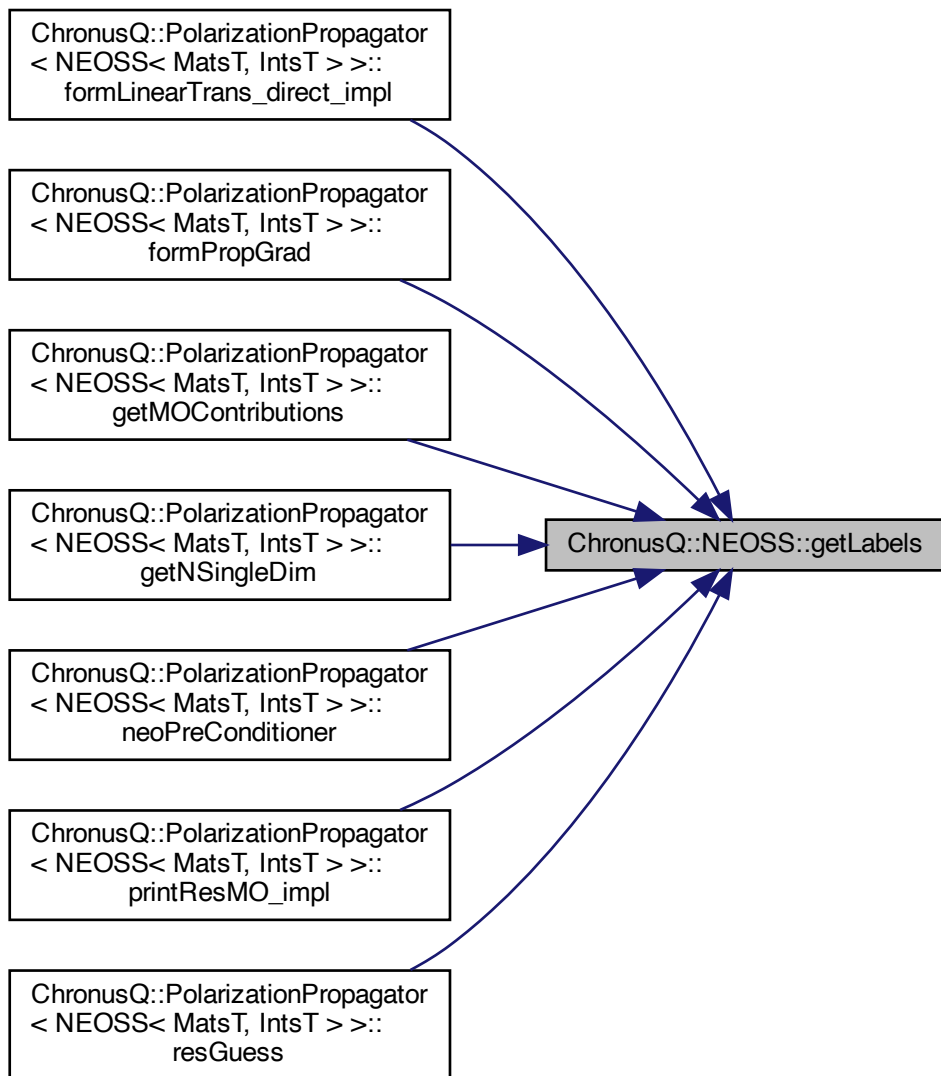 ChronusQ::PolarizationPropagator
< NEOSS< MatsT, IntsT > >::
formLinearTrans_direct_impl
ChronusQ::PolarizationPropagator
< NEOSS< MatsT, IntsT > >::
formPropGrad
ChronusQ::PolarizationPropagator
< NEOSS< MatsT, IntsT > >::
getMOContributions
ChronusQ::PolarizationPropagator
< NEOSS< MatsT, IntsT > >::
getNSingleDim
ChronusQ::NEOSS::getLabels
ChronusQ::PolarizationPropagator
< NEOSS< MatsT, IntsT > >::
neoPreConditioner
ChronusQ::PolarizationPropagator
< NEOSS< MatsT, IntsT > >::
printResMO_impl
ChronusQ::PolarizationPropagator
< NEOSS< MatsT, IntsT > >::
resGuess